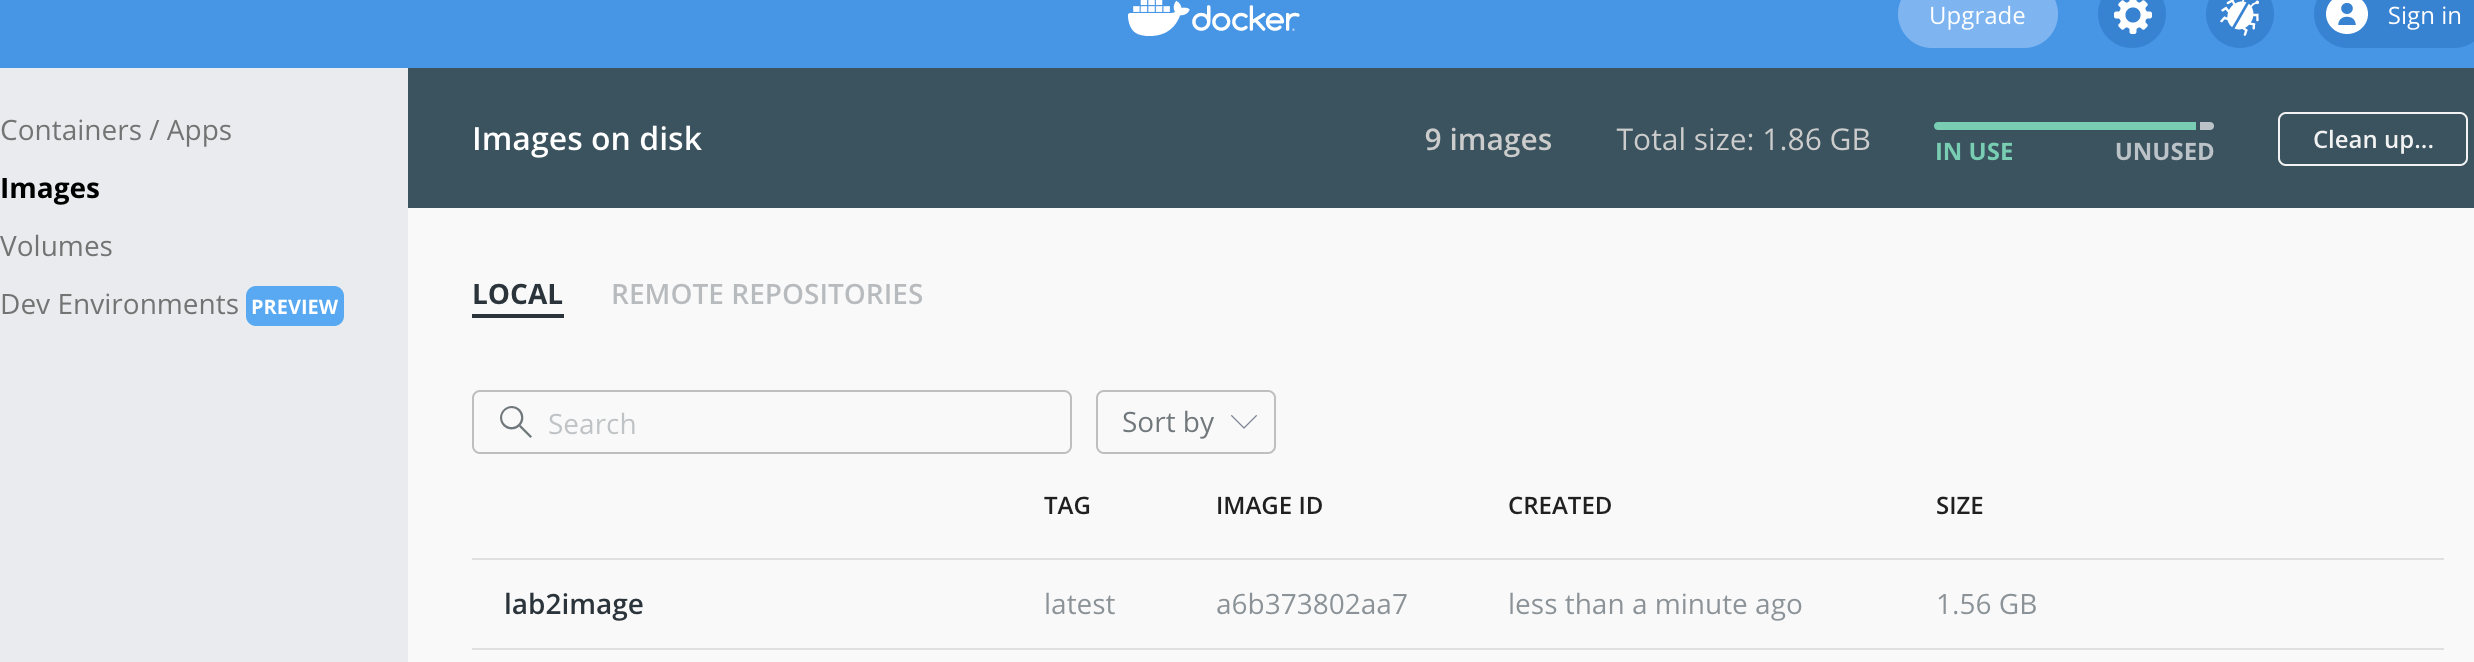 docker
Upgrade
Sign in
Containers / Apps
Images
Volumes
Dev Environments PREVIEW
Images on disk
9 images
Total size: 1.86 GB
IN USE
UNUSED
Clean up...
LOCAL
REMOTE REPOSITORIES
Search
Sort by
TAG IMAGE ID CREATED SIZE
lab2image latest a6b373802aa7 less than a minute ago 1.56 GB